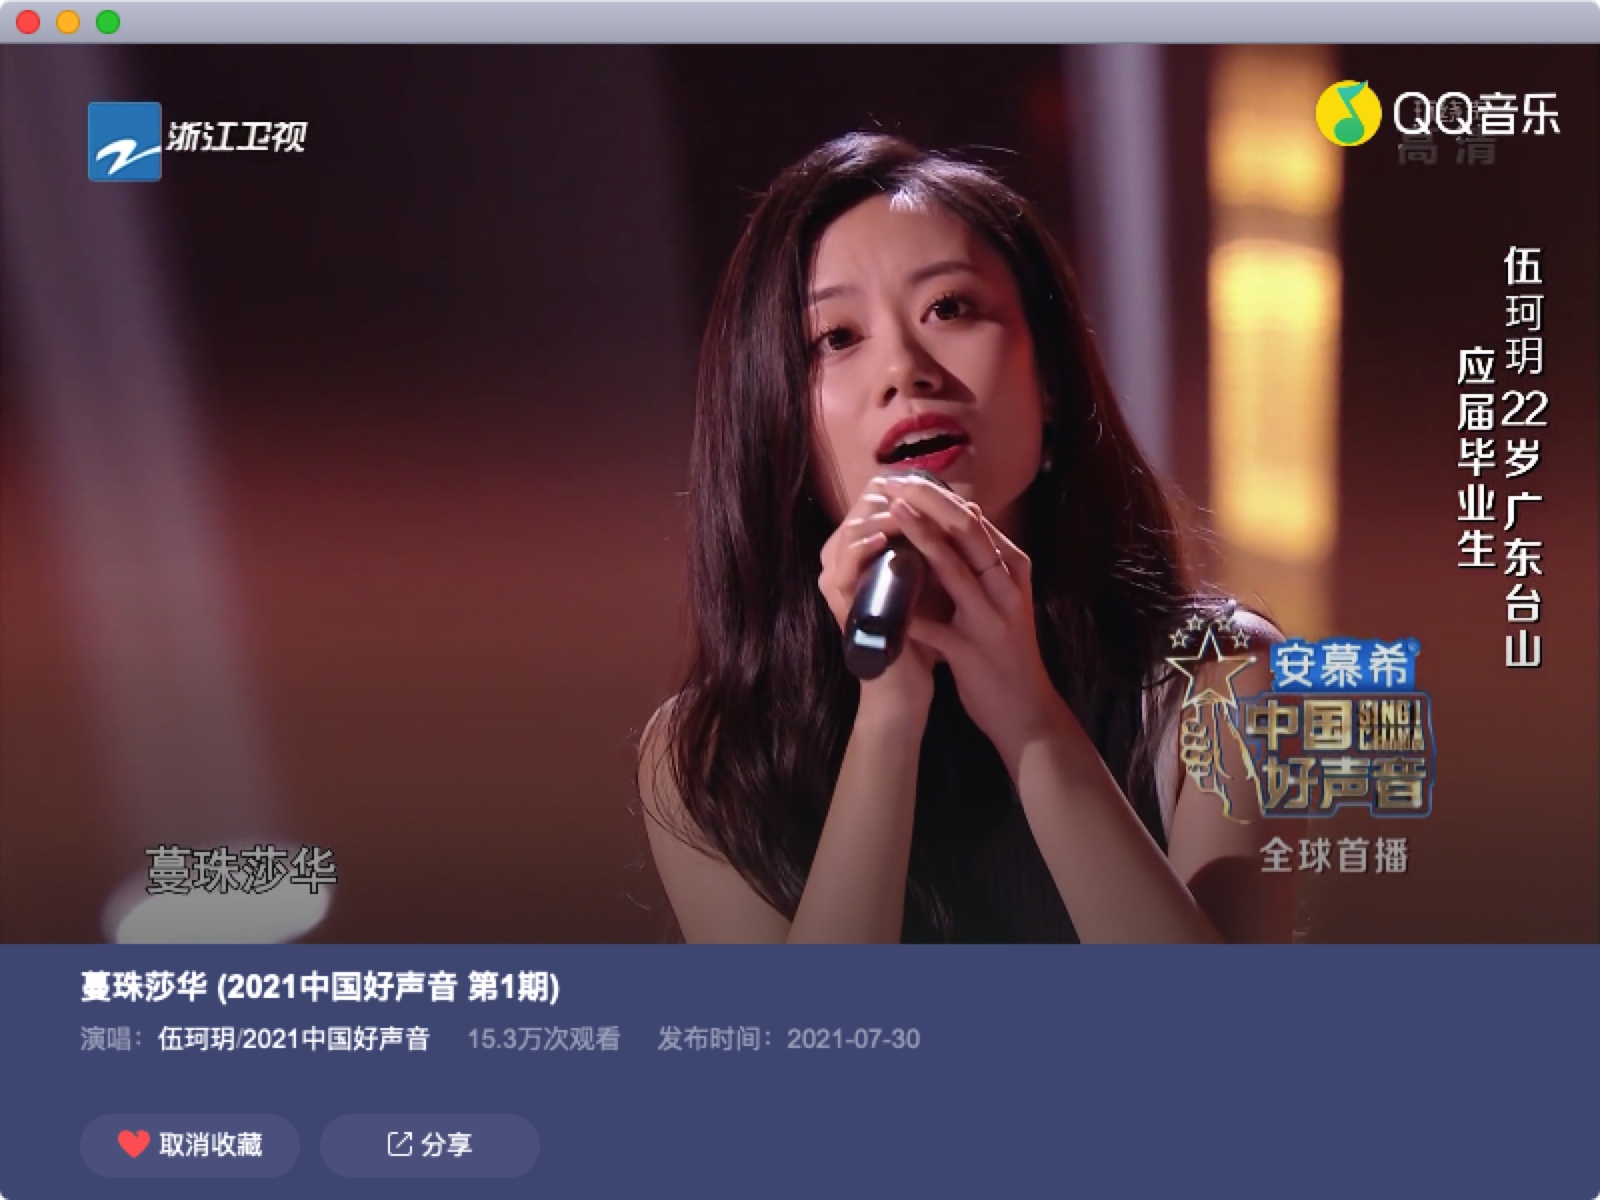 浙江卫视
QQ音乐
高清
伍珂玥22岁广东台山
应届毕业生
安慕希
中国 SING! CHINA
好声音
全球首播
蔓珠莎华
蔓珠莎华 (2021中国好声音 第1期)
演唱：伍珂玥/2021中国好声音 15.3万次观看 发布时间：2021-07-30
取消收藏
分享